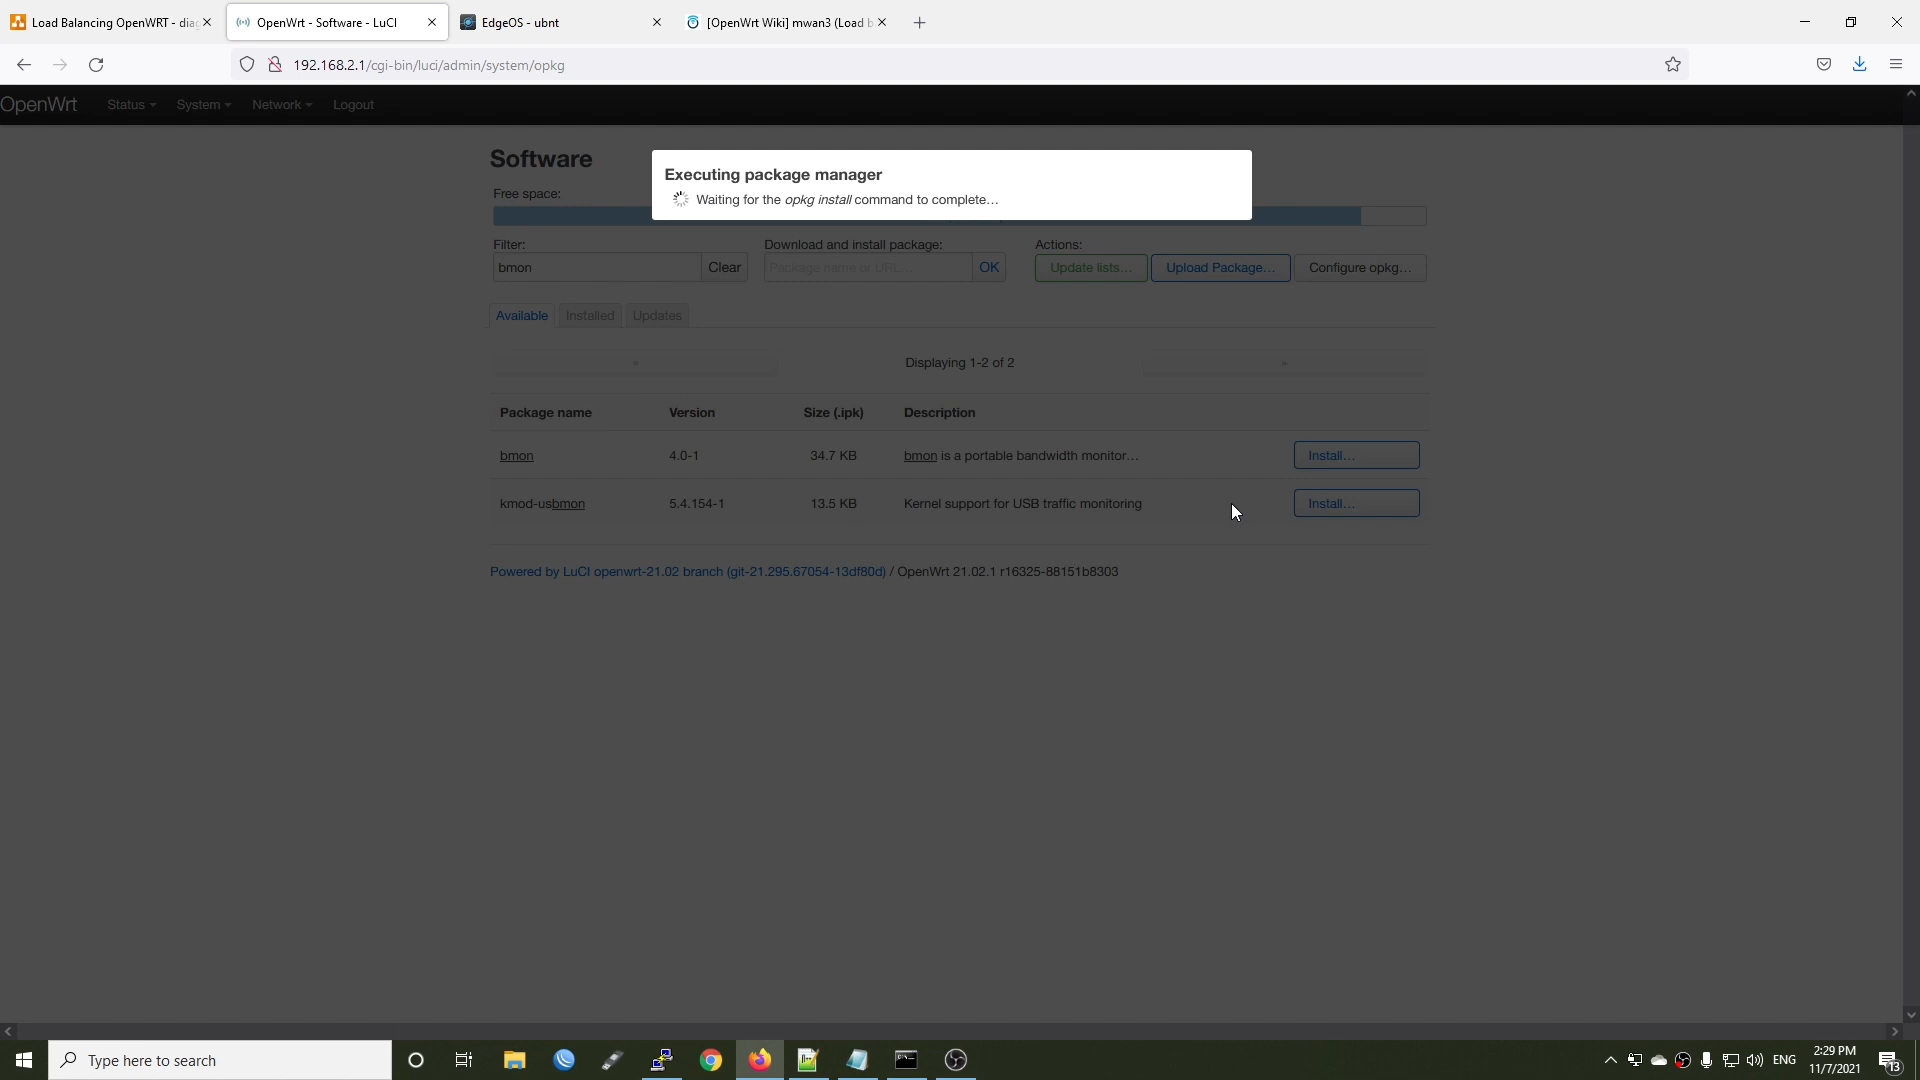 Load Balancing OpenWRT - diag
OpenWrt - Software - LuCI
EdgeOS - ubnt
[OpenWrt Wiki] mwan3 (Load b
192.168.2.1/cgi-bin/luci/admin/system/opkg
OpenWrt Status System Network Logout
Software
Executing package manager
Waiting for the opkg install command to complete…
Free space:
Filter:
Download and install package:
Actions:
bmon
Clear
Package name or URL…
OK
Update lists…
Upload Package…
Configure opkg…
Available Installed Updates
Displaying 1-2 of 2
Package name Version Size (.ipk) Description
bmon 4.0-1 34.7 KB bmon is a portable bandwidth monitor… Install…
kmod-usbmon 5.4.154-1 13.5 KB Kernel support for USB traffic monitoring Install…
Powered by LuCI openwrt-21.02 branch (git-21.295.67054-13df80d) / OpenWrt 21.02.1 r16325-88151b8303
Type here to search
ENG
2:29 PM
11/7/2021
13